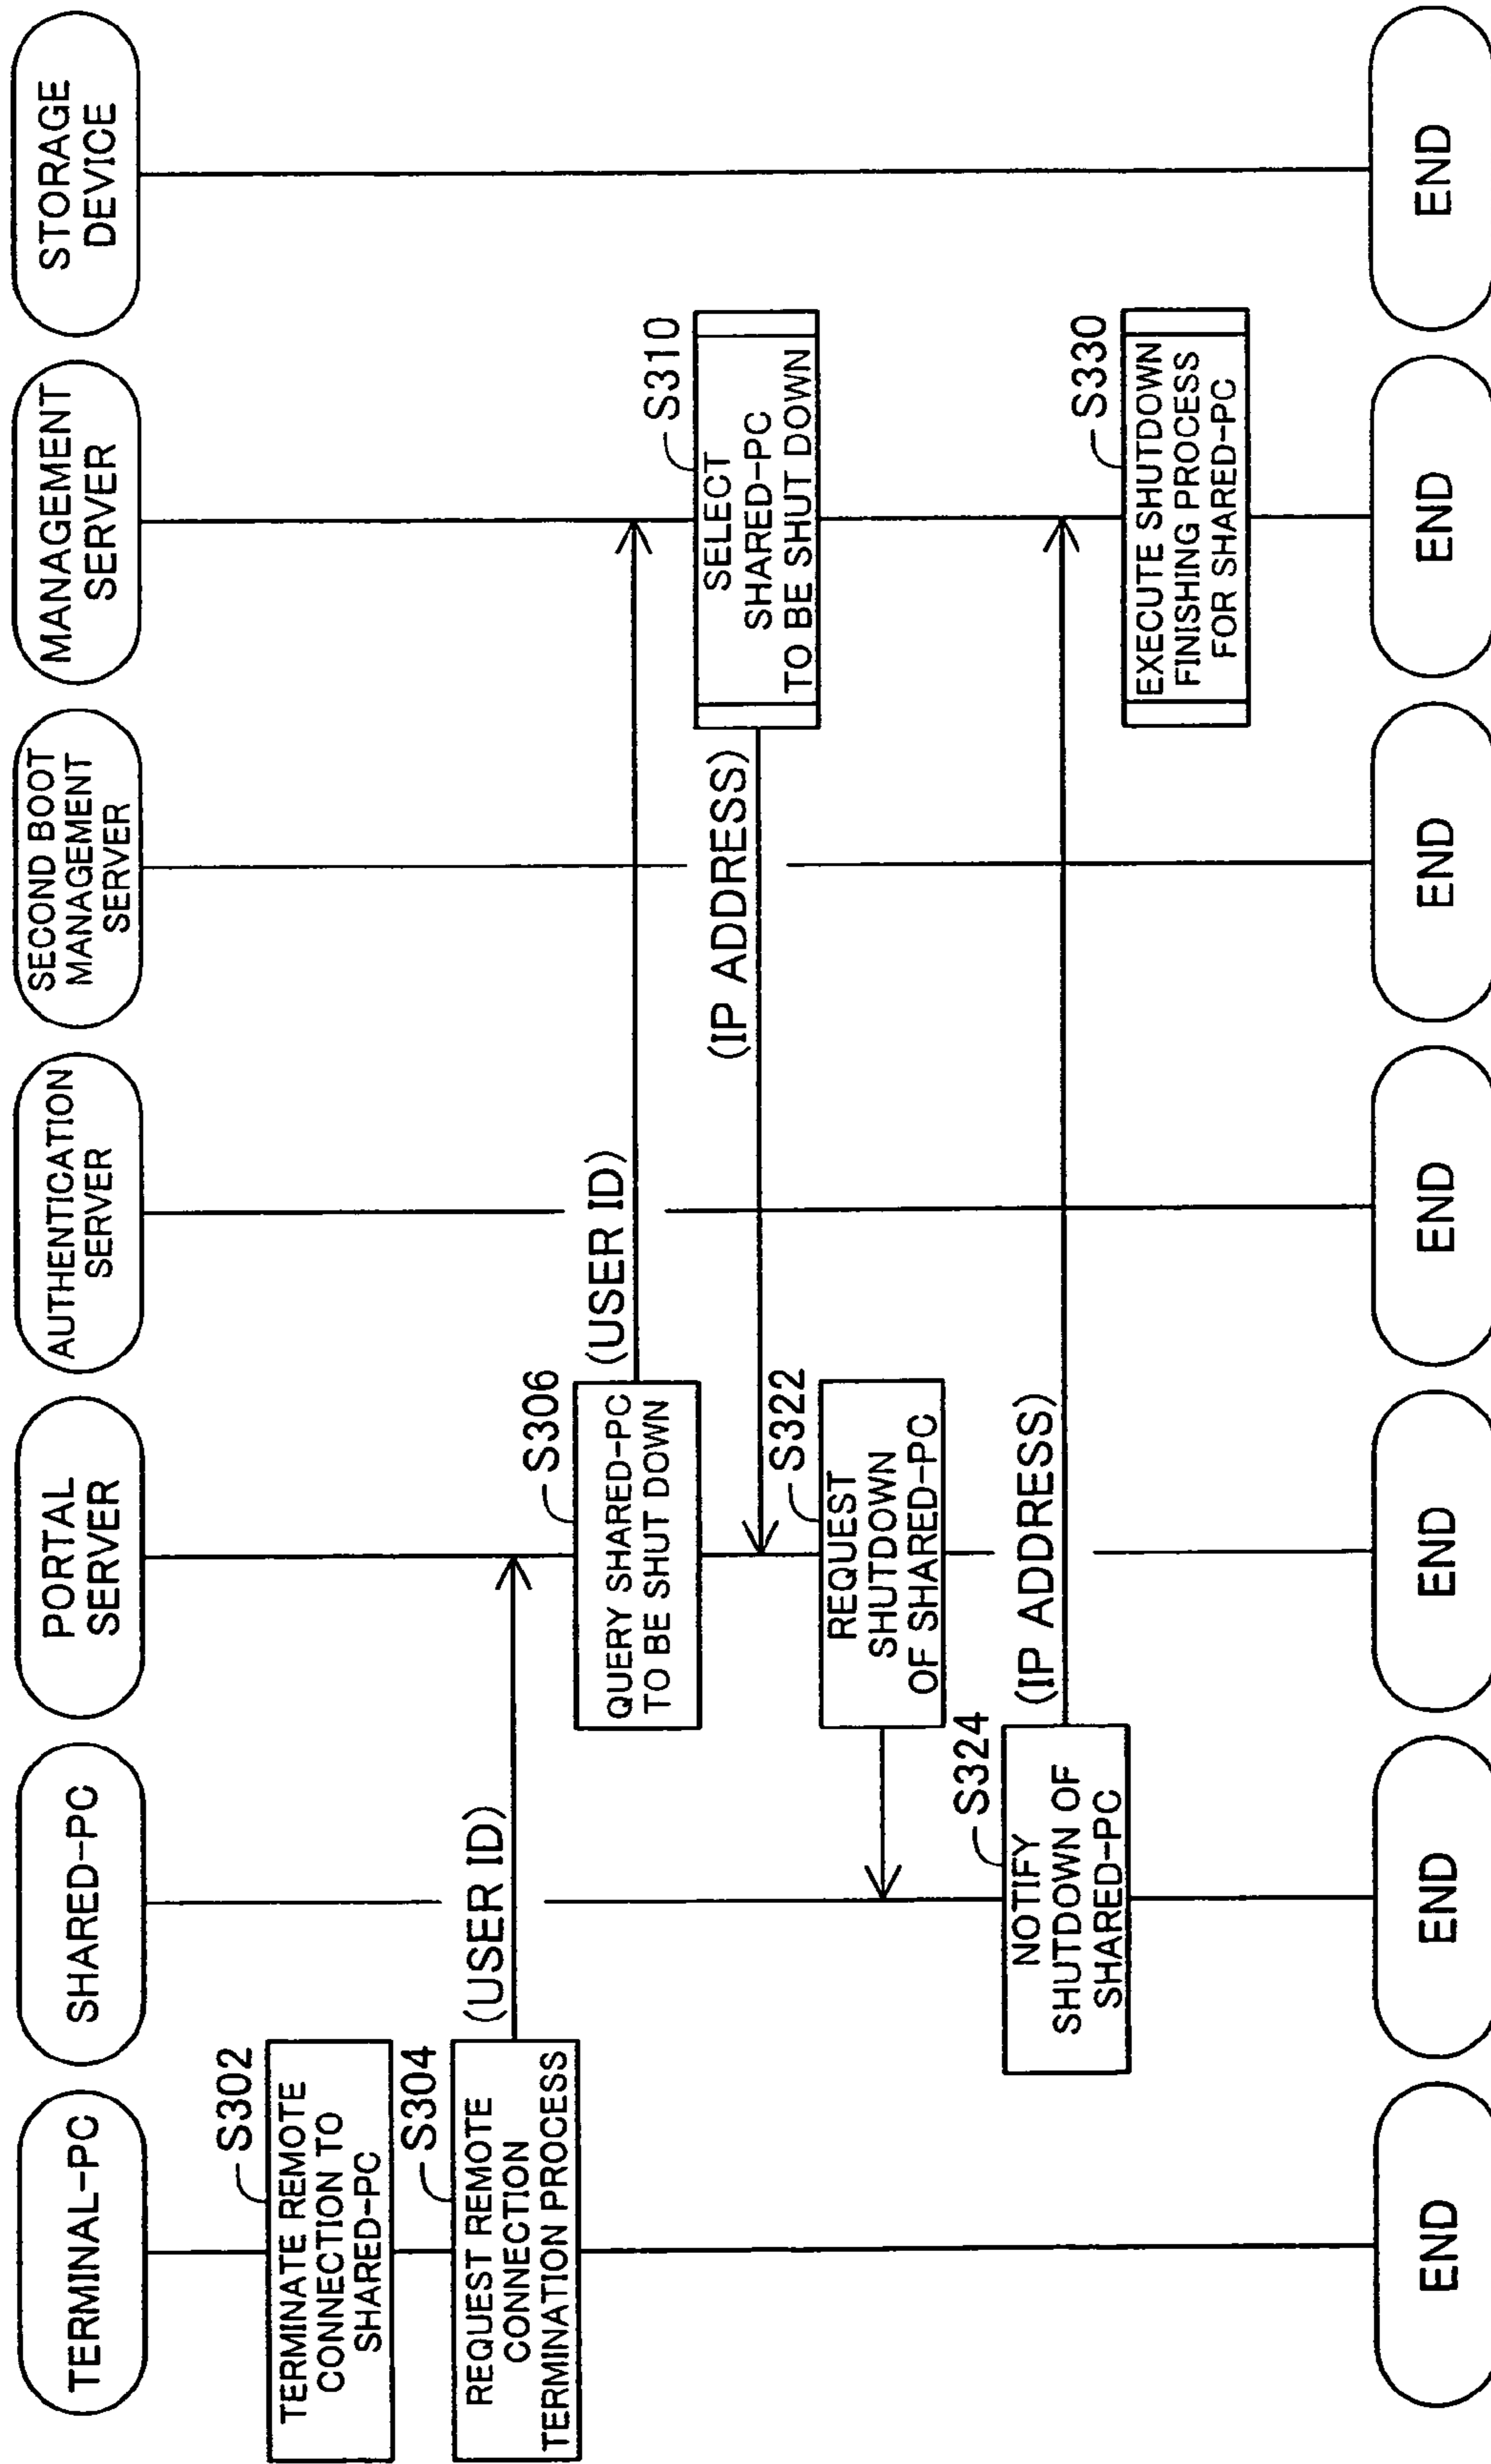 TERMINAL-PC
SHARED-PC
PORTAL
SERVER
AUTHENTICATION
SERVER
SECOND BOOT
MANAGEMENT
SERVER
MANAGEMENT
SERVER
STORAGE
DEVICE
S302
TERMINATE REMOTE
CONNECTION TO
SHARED-PC
S304
REQUEST REMOTE
CONNECTION
TERMINATION PROCESS
(USER ID)
S306
QUERY SHARED-PC
TO BE SHUT DOWN
(USER ID)
S310
SELECT
SHARED-PC
TO BE SHUT DOWN
(IP ADDRESS)
S322
REQUEST
SHUTDOWN
OF SHARED-PC
S324
NOTIFY
SHUTDOWN OF
SHARED-PC
(IP ADDRESS)
S330
EXECUTE SHUTDOWN
FINISHING PROCESS
FOR SHARED-PC
END
END
END
END
END
END
END